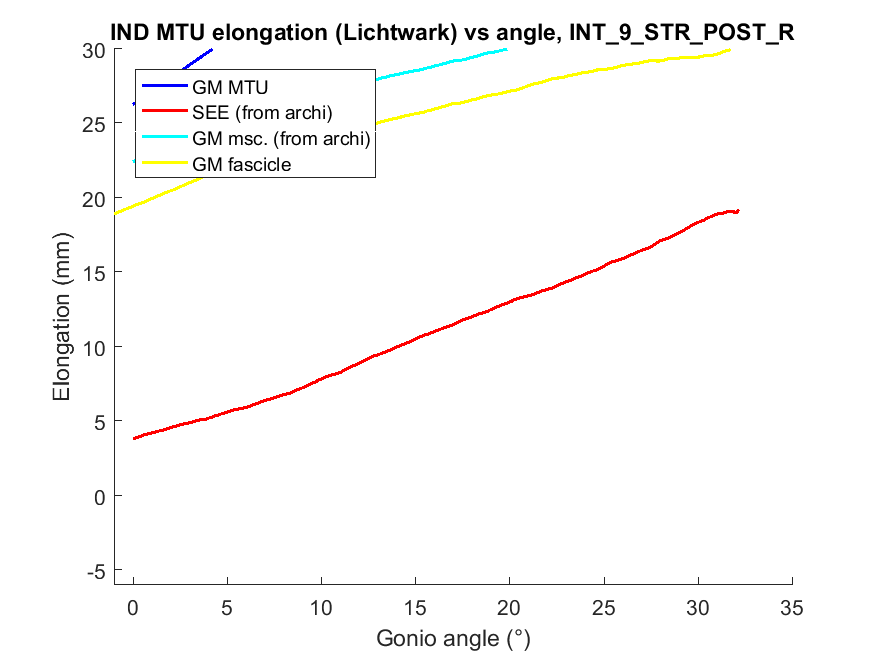 IND MTU elongation (Lichtwark) vs angle, INT_9_STR_POST_R
30
25
20
15
10
5
0
-5
Elongation (mm)
GM MTU
SEE (from archi)
GM msc. (from archi)
GM fascicle
0 5 10 15 20 25 30 35
Gonio angle (°)